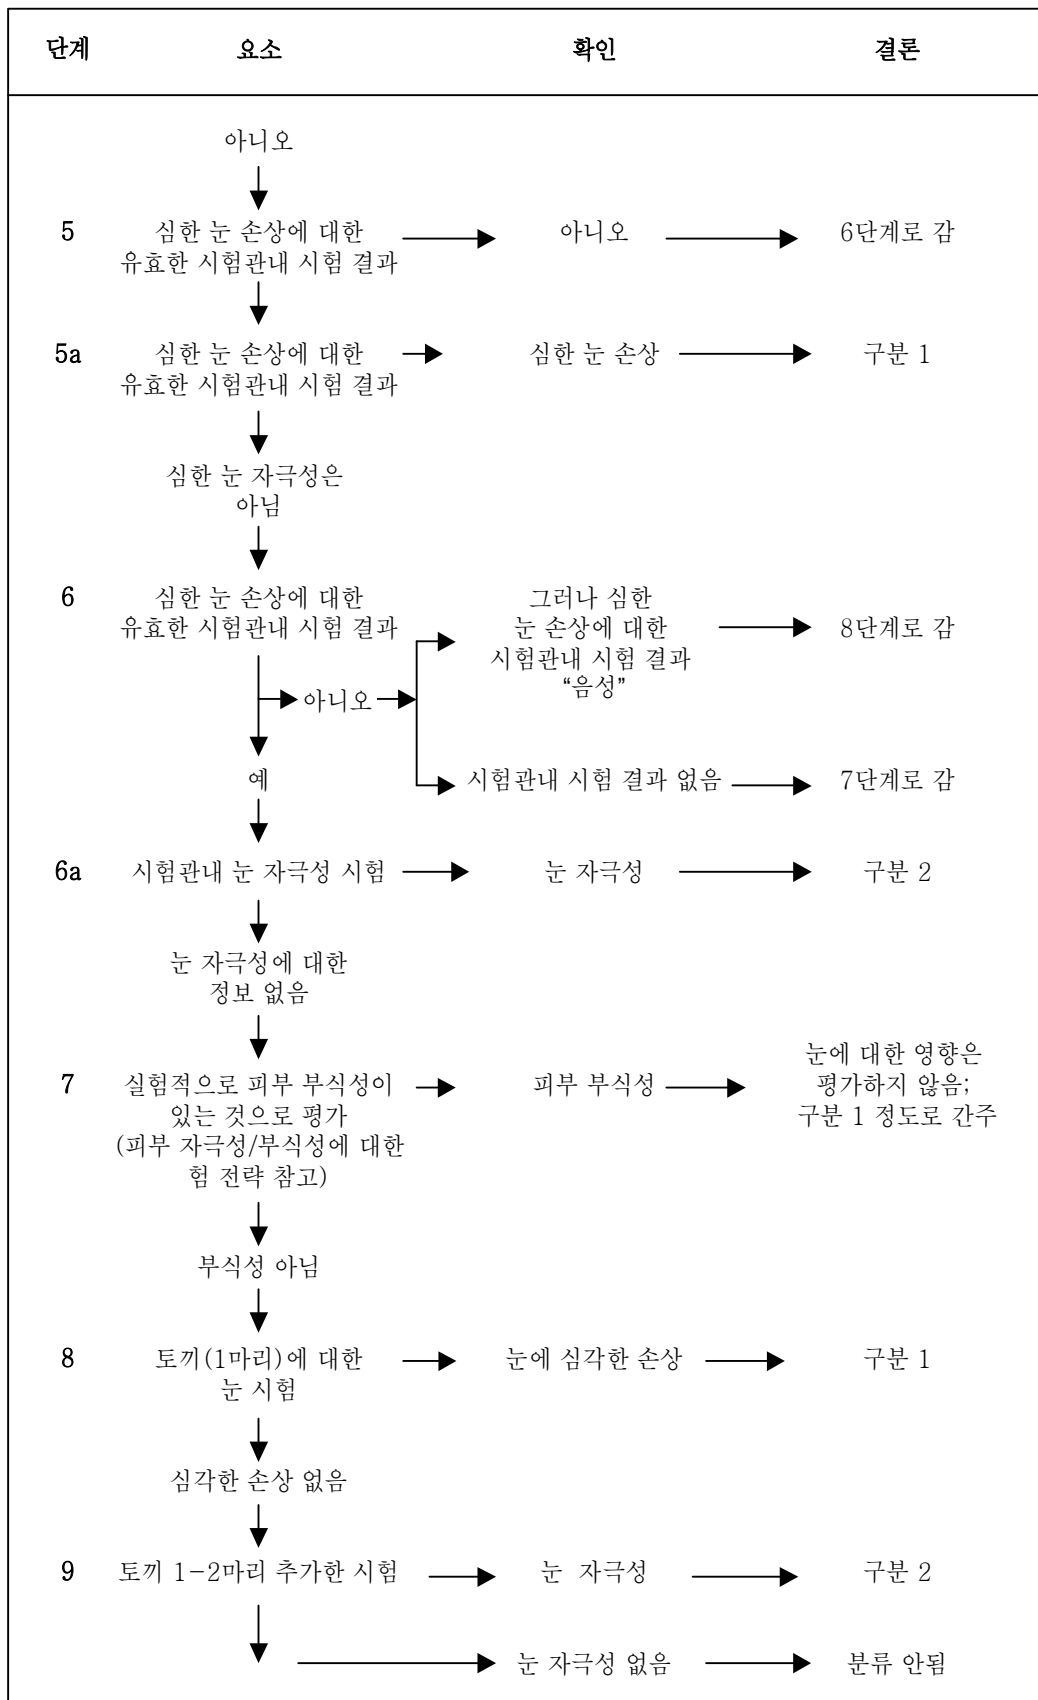 단계 요소 확인 결론
아니오
5 심한 눈 손상에 대한 아니오 6단계로 감
유효한 시험관내 시험 결과
5a 심한 눈 손상에 대한 심한 눈 손상 구분 1
유효한 시험관내 시험 결과
심한 눈 자극성은
아님
6 심한 눈 손상에 대한 그러나 심한
유효한 시험관내 시험 결과 눈 손상에 대한 8단계로 감
시험관내 시험 결과
“음성”
아니오
예 시험관내 시험 결과 없음 7단계로 감
6a 시험관내 눈 자극성 시험 눈 자극성 구분 2
눈 자극성에 대한
정보 없음
눈에 대한 영향은
7 실험적으로 피부 부식성이 피부 부식성 평가하지 않음;
있는 것으로 평가 구분 1 정도로 간주
(피부 자극성/부식성에 대한
험 전략 참고)
부식성 아님
8 토끼(1마리)에 대한 눈에 심각한 손상 구분 1
눈 시험
심각한 손상 없음
9 토끼 1-2마리 추가한 시험 눈 자극성 구분 2
눈 자극성 없음 분류 안됨